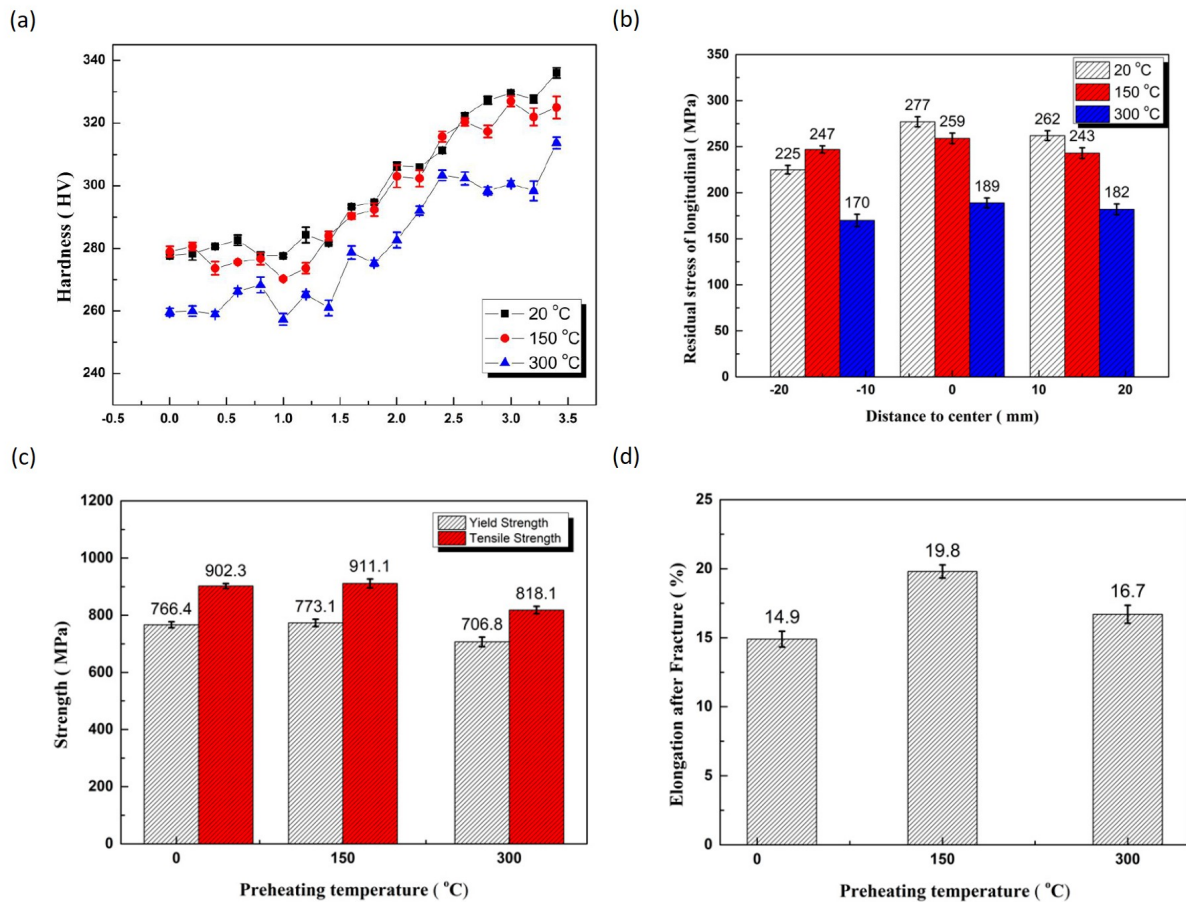 (a)
Hardness ( HV)
340
320
300
280
260
240
-0.5 0.0 0.5 1.0 1.5 2.0 2.5 3.0 3.5
20 °C
150 °C
300 °C
(b)
Residual stress of longitudinal ( MPa)
350
300
250
200
150
100
50
0
20 °C
150 °C
300 °C
225 247 170 277 259 189 262 243 182
-20 -10 0 10 20
Distance to center ( mm)
(c)
Strength ( MPa)
1200
1000
800
600
400
200
0
Yield Strength
Tensile Strength
766.4 902.3 773.1 911.1 706.8 818.1
0 150 300
Preheating temperature ( °C)
(d)
Elongation after Fracture ( %)
25
20
15
10
5
0
14.9 19.8 16.7
0 150 300
Preheating temperature ( °C)